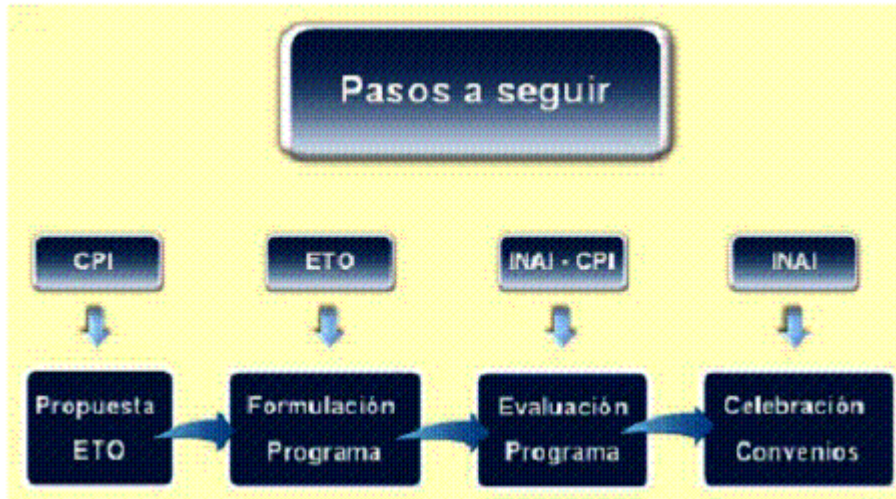 Pasos a seguir
CPI
ETO
INAI - CPI
INAI
Propuesta
ETO
Formulación
Programa
Evaluación
Programa
Celebración
Convenios